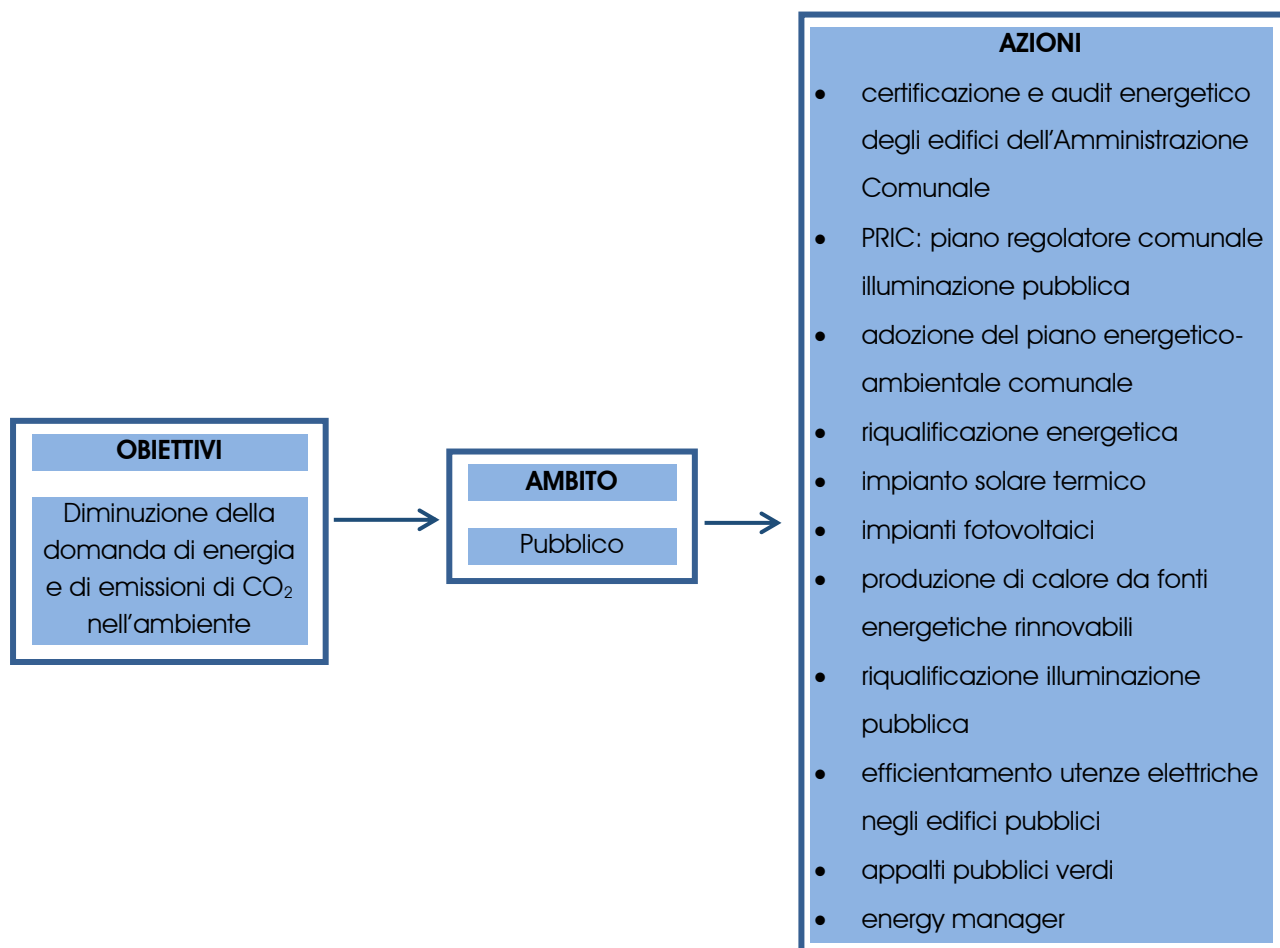 OBIETTIVI
Diminuzione della
domanda di energia
e di emissioni di CO₂
nell’ambiente
AMBITO
Pubblico
AZIONI
• certificazione e audit energetico
degli edifici dell’Amministrazione
Comunale
• PRIC: piano regolatore comunale
illuminazione pubblica
• adozione del piano energetico-
ambientale comunale
• riqualificazione energetica
• impianto solare termico
• impianti fotovoltaici
• produzione di calore da fonti
energetiche rinnovabili
• riqualificazione illuminazione
pubblica
• efficientamento utenze elettriche
negli edifici pubblici
• appalti pubblici verdi
• energy manager